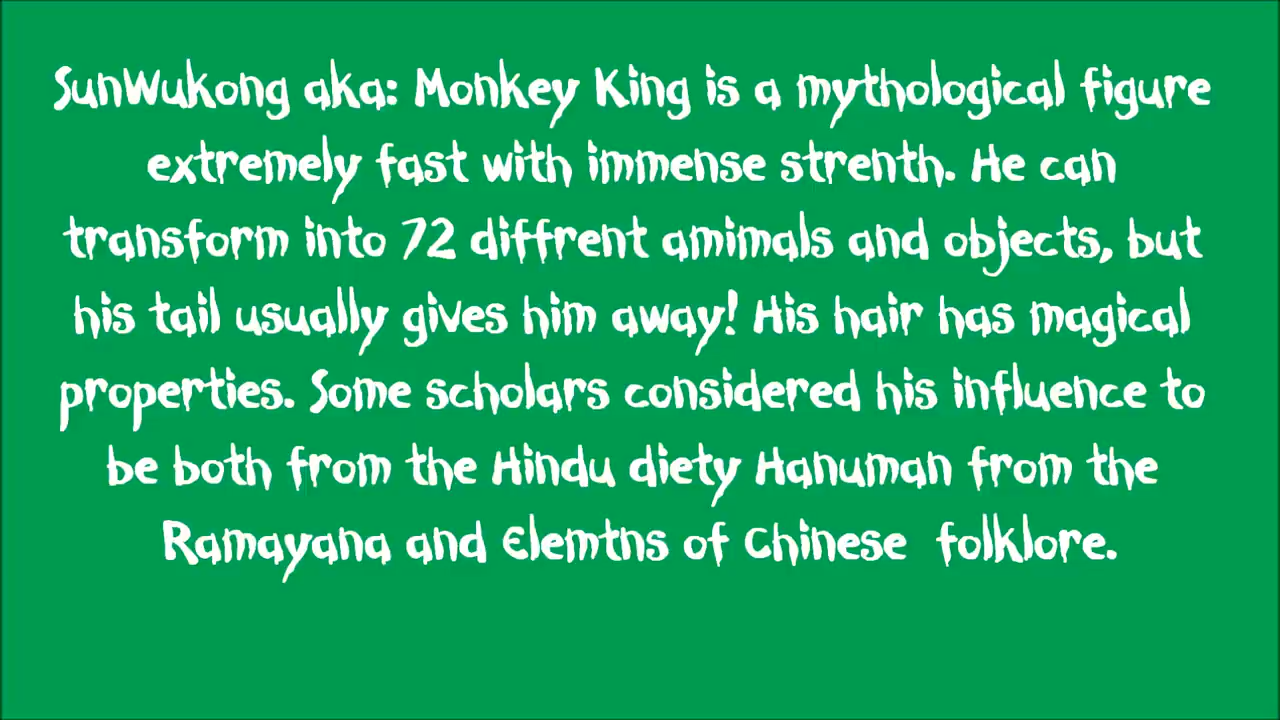 SunWukong aka: Monkey King is a mythological figure
extremely fast with immense strenth. He can
transform into 72 diffrent amimals and objects, but
his tail usually gives him away! His hair has magical
properties. Some scholars considered his influence to
be both from the Hindu diety Hanuman from the
Ramayana and Elemtns of Chinese folklore.